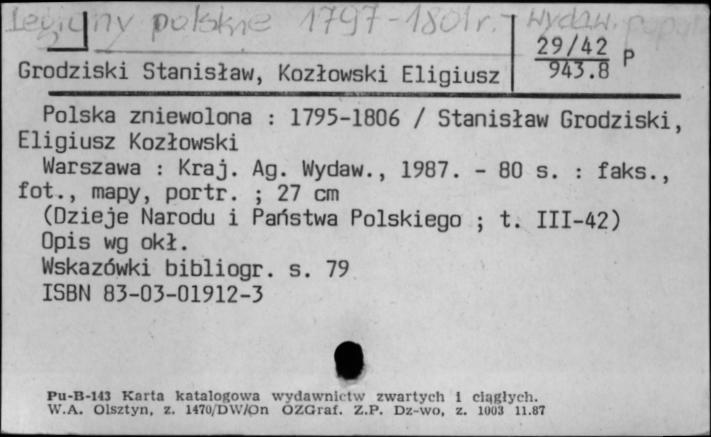 Legiony polskie 1797-1801r. - wydaw. popul
29/42 P
943.8
Grodziski Stanisław, Kozłowski Eligiusz
Polska zniewolona : 1795-1806 / Stanisław Grodziski,
Eligiusz Kozłowski
Warszawa : Kraj. Ag. Wydaw., 1987. - 80 s. : faks.,
fot., mapy, portr. ; 27 cm
(Dzieje Narodu i Państwa Polskiego ; t. III-42)
Opis wg okł.
Wskazówki bibliogr. s. 79
ISBN 83-03-01912-3
Pu-B-143 Karta katalogowa wydawnictw zwartych i ciągłych.
W.A. Olsztyn, z. 1470/DW/On OZGraf. Z.P. Dz-wo, z. 1003 11.87